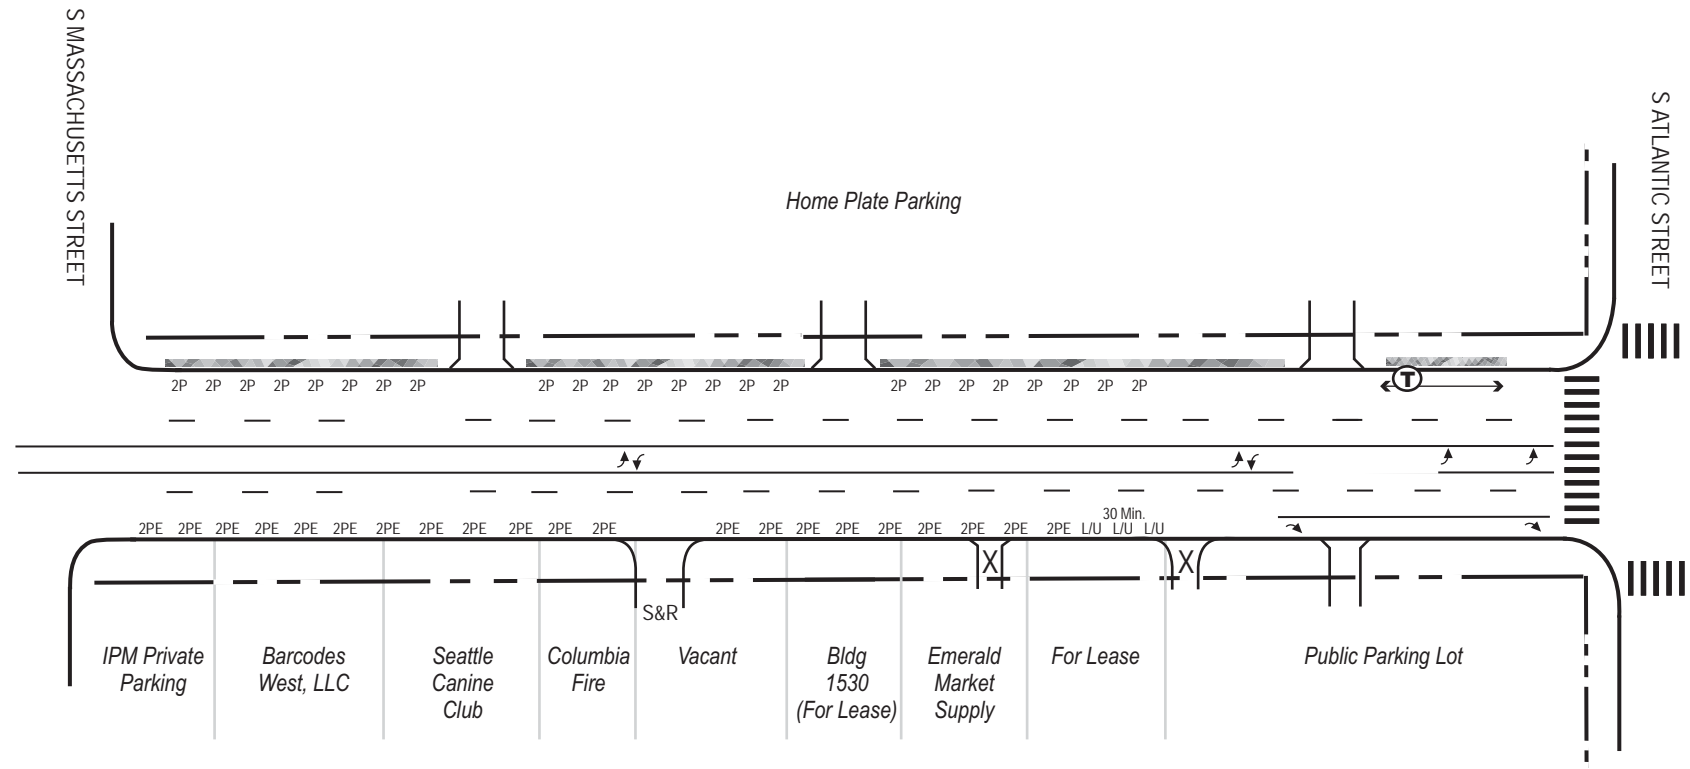 S MASSACHUSETTS STREET
S ATLANTIC STREET
Home Plate Parking
2P 2P 2P 2P 2P 2P 2P 2P 2P 2P 2P 2P 2P 2P 2P 2P 2P 2P 2P 2P 2P 2P 2P 2P
T
30 Min.
2PE 2PE 2PE 2PE 2PE 2PE 2PE 2PE 2PE 2PE 2PE 2PE 2PE 2PE 2PE 2PE 2PE 2PE 2PE 2PE 2PE L/U L/U L/U
X X
S&R
IPM Private
Parking
Barcodes
West, LLC
Seattle
Canine
Club
Columbia
Fire
Vacant
Bldg
1530
(For Lease)
Emerald
Market
Supply
For Lease
Public Parking Lot